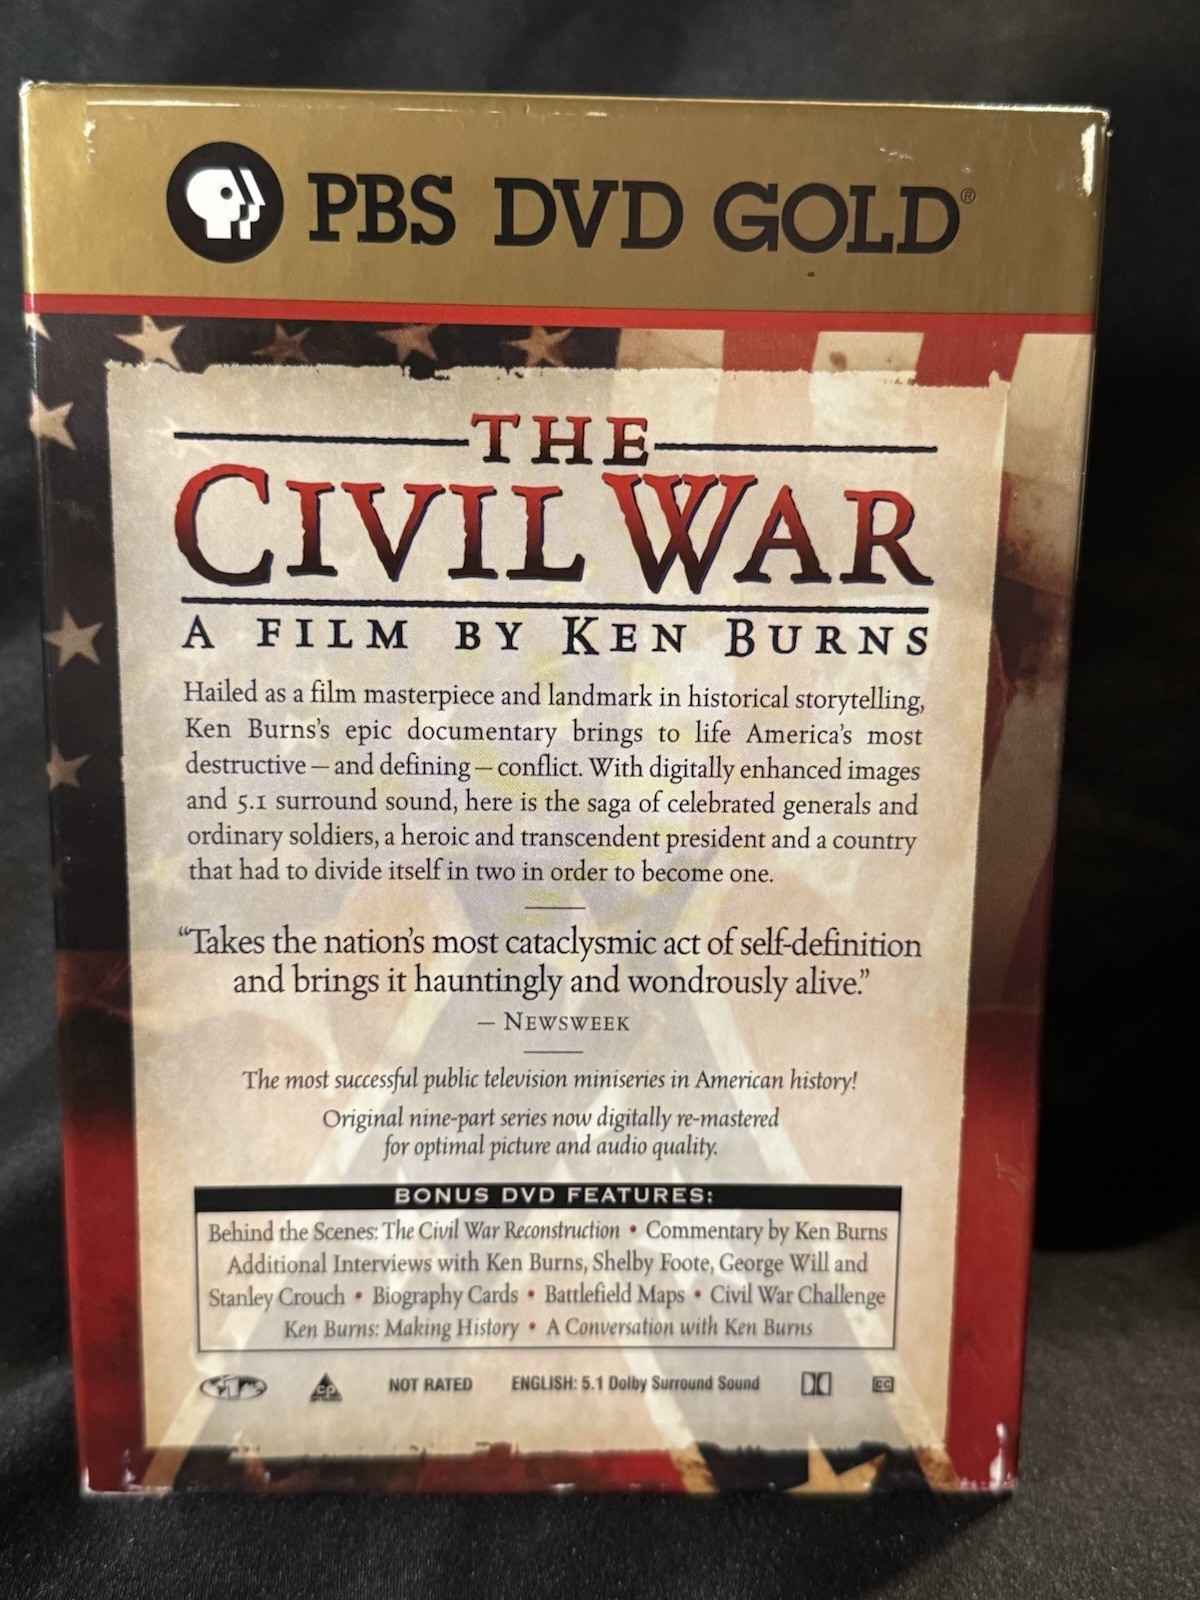 PBS DVD GOLD®
THE
CIVIL WAR
A FILM BY KEN BURNS
Hailed as a film masterpiece and landmark in historical storytelling,
Ken Burns's epic documentary brings to life America's most
destructive — and defining — conflict. With digitally enhanced images
and 5.1 surround sound, here is the saga of celebrated generals and
ordinary soldiers, a heroic and transcendent president and a country
that had to divide itself in two in order to become one.
“Takes the nation's most cataclysmic act of self-definition
and brings it hauntingly and wondrously alive.”
— NEWSWEEK
The most successful public television miniseries in American history!
Original nine-part series now digitally re-mastered
for optimal picture and audio quality.
BONUS DVD FEATURES:
Behind the Scenes: The Civil War Reconstruction • Commentary by Ken Burns
Additional Interviews with Ken Burns, Shelby Foote, George Will and
Stanley Crouch • Biography Cards • Battlefield Maps • Civil War Challenge
Ken Burns: Making History • A Conversation with Ken Burns
cp NOT RATED ENGLISH: 5.1 Dolby Surround Sound CC